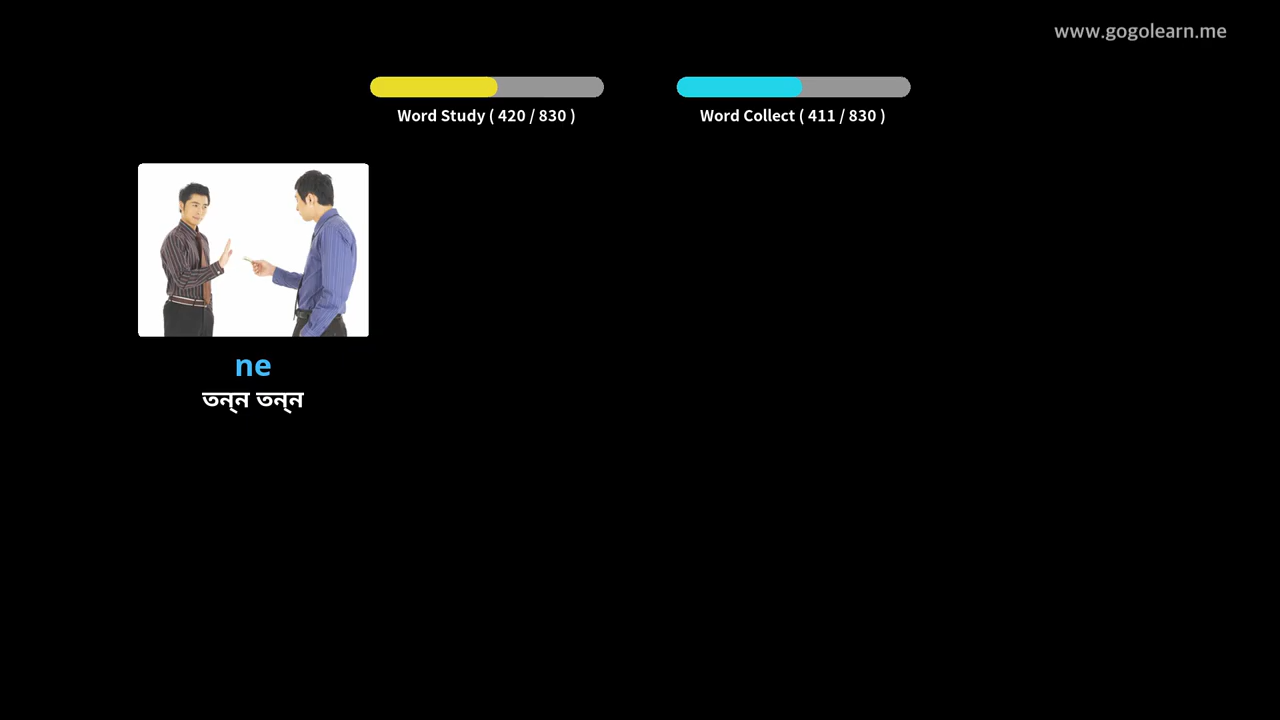 www.gogolearn.me
Word Study ( 420 / 830 )
Word Collect ( 411 / 830 )
ne
তন্ন তন্ন